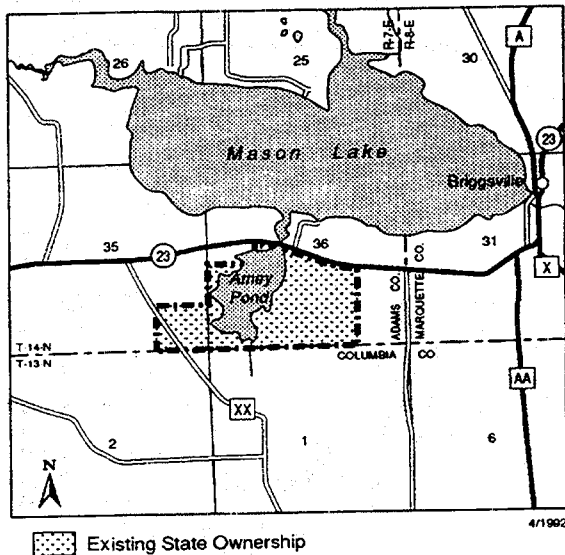 R-7-E
R-8-E
A
26
25
30
23
Mason Lake
Briggsville
35
23
36
31
Amey
Pond
ADAMS CO.
MARQUETTE CO.
X
T-14-N
T-13-N
COLUMBIA CO
AA
XX
2
1
6
N
4/1992
Existing State Ownership